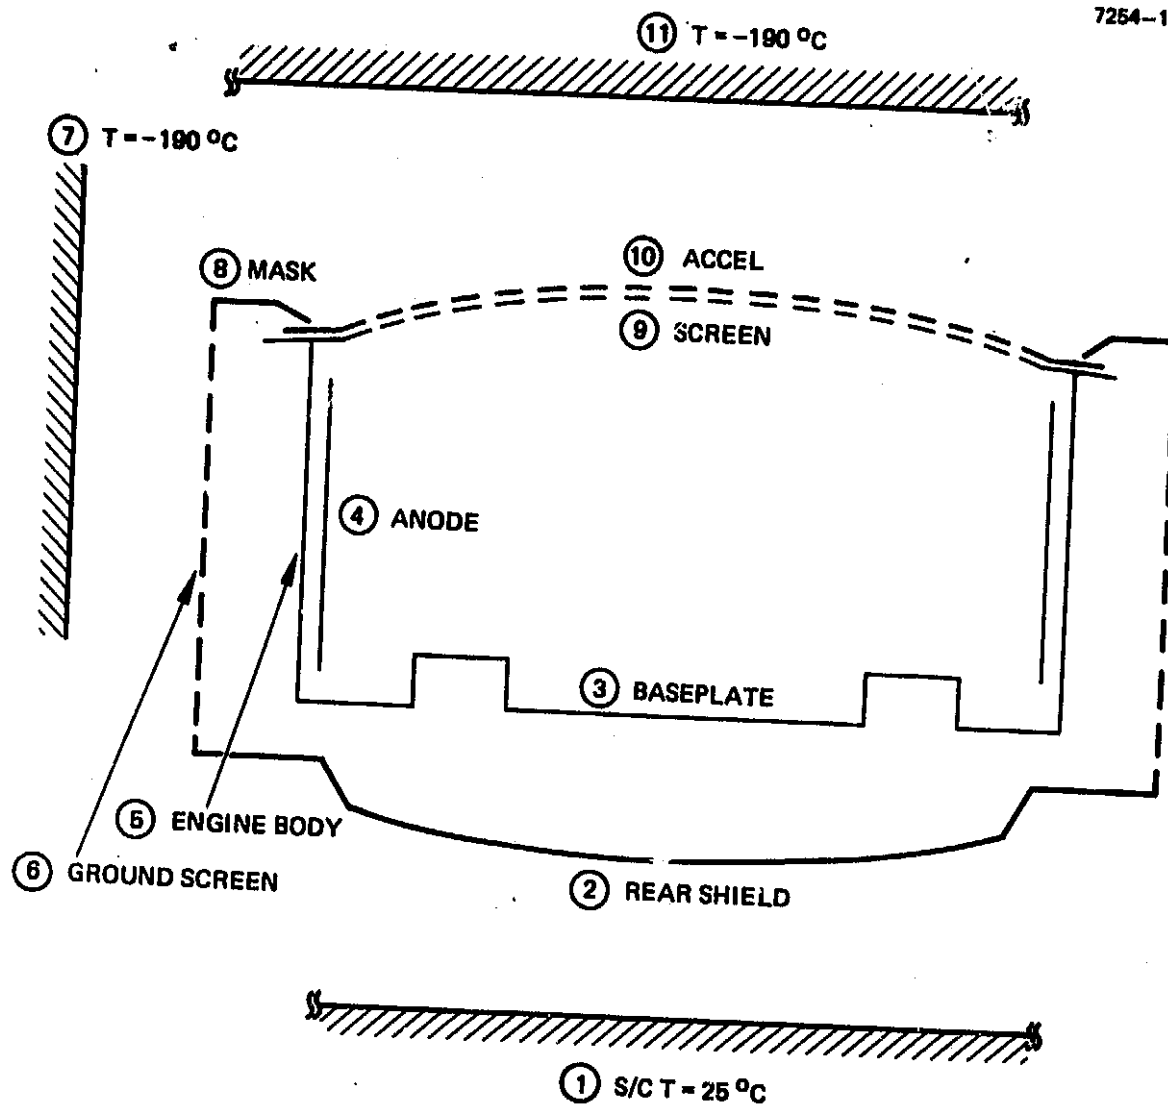 7254-1
⑪ T = -190 °C
⑦ T = -190 °C
⑧ MASK
⑩ ACCEL
⑨ SCREEN
④ ANODE
③ BASEPLATE
⑤ ENGINE BODY
⑥ GROUND SCREEN
② REAR SHIELD
① S/C T = 25 °C